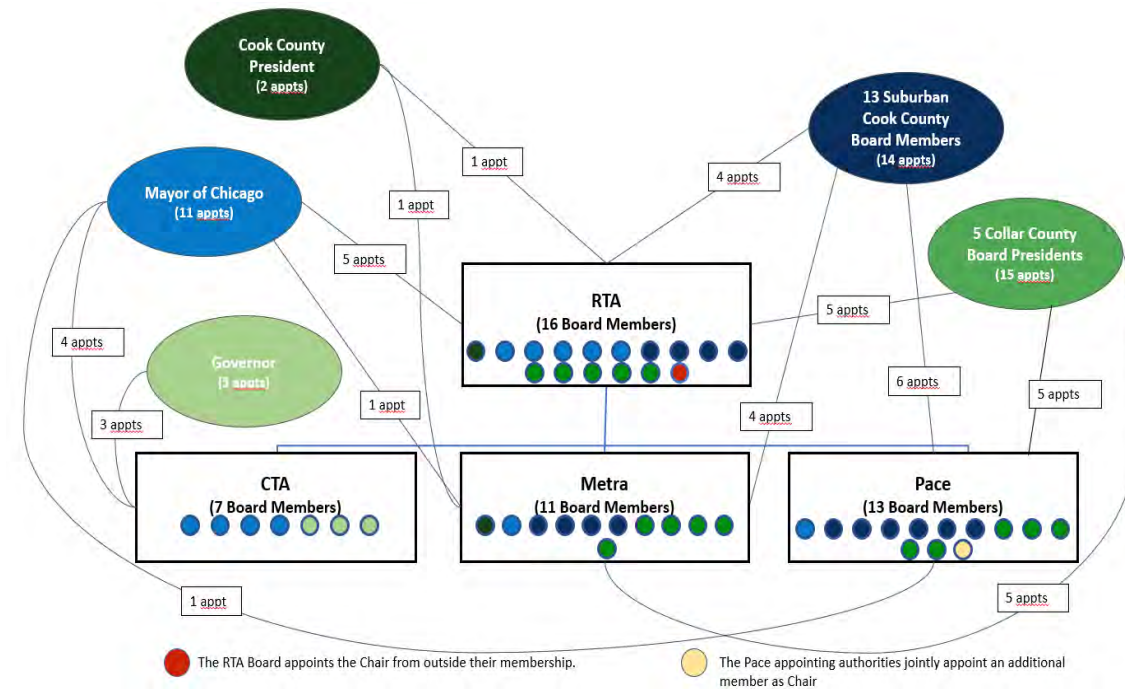 Cook County
President
(2 appts)
13 Suburban
Cook County
Board Members
(14 appts)
Mayor of Chicago
(11 appts)
5 Collar County
Board Presidents
(15 appts)
Governor
(3 appts)
1 appt
4 appts
1 appt
5 appts
5 appts
4 appts
3 appts
1 appt
6 appts
5 appts
4 appts
RTA
(16 Board Members)
CTA
(7 Board Members)
Metra
(11 Board Members)
Pace
(13 Board Members)
1 appt
5 appts
The RTA Board appoints the Chair from outside their membership.
The Pace appointing authorities jointly appoint an additional
member as Chair